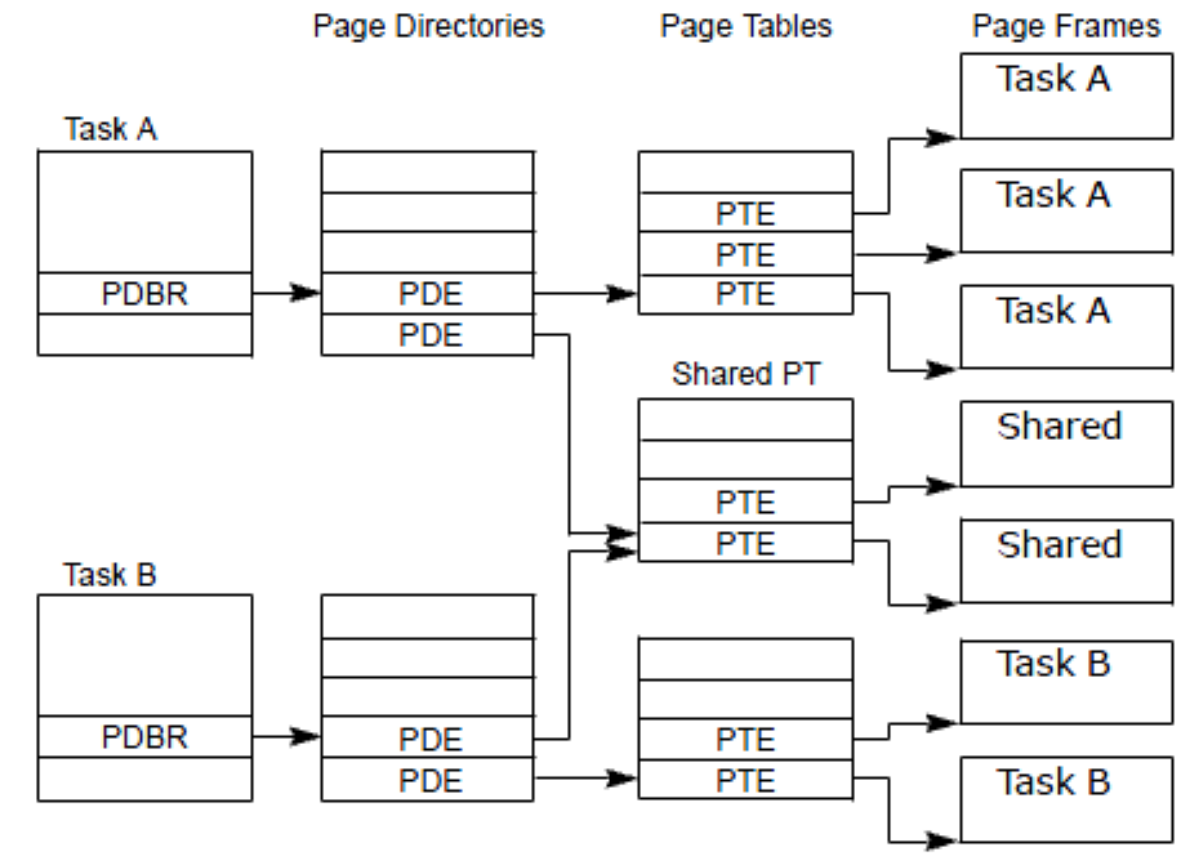 Page Directories Page Tables Page Frames
Task A
Task A
PTE
Task A
PTE
PDBR
PDE
PTE
Task A
PDE
Shared PT
Shared
PTE
PTE
Shared
Task B
Task B
PDBR
PDE
PTE
PDE
PTE
Task B